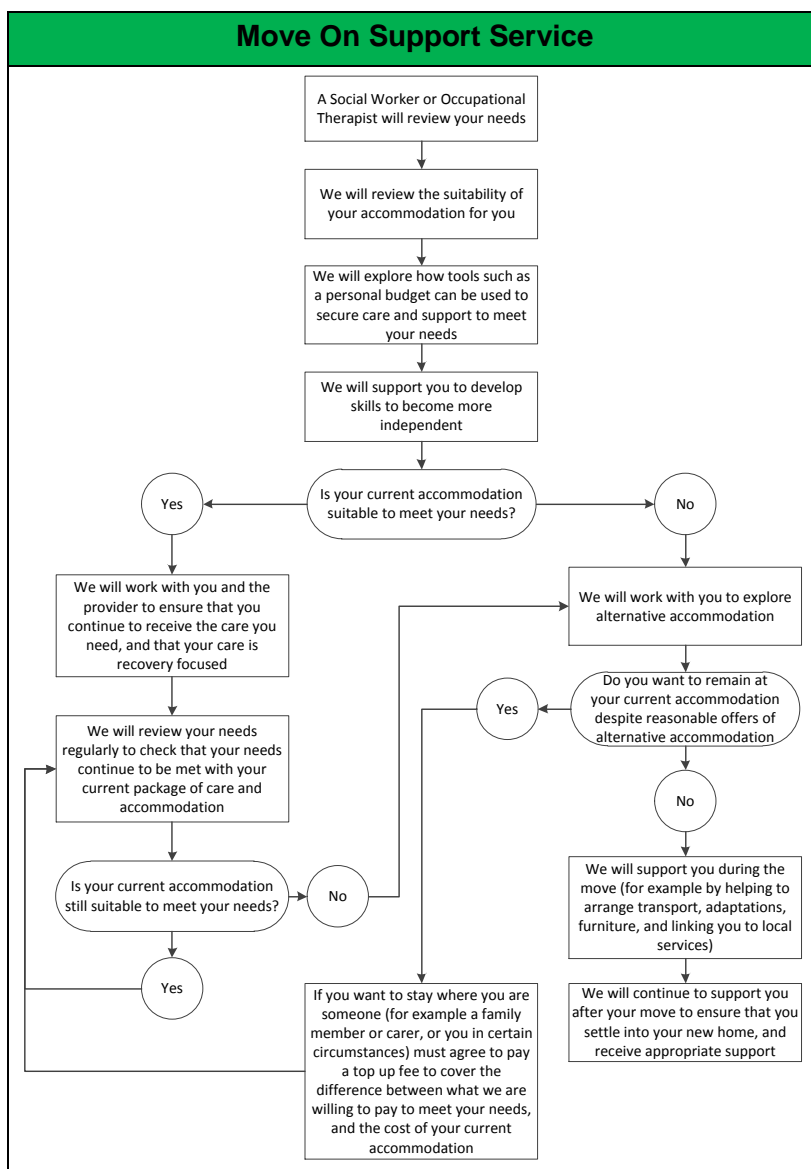 Move On Support Service
A Social Worker or Occupational
Therapist will review your needs
We will review the suitability of
your accommodation for you
We will explore how tools such as
a personal budget can be used to
secure care and support to meet
your needs
We will support you to develop
skills to become more
independent
Is your current accommodation
suitable to meet your needs?
Yes
No
We will work with you and the
provider to ensure that you
continue to receive the care you
need, and that your care is
recovery focused
We will work with you to explore
alternative accommodation
Do you want to remain at
your current accommodation
despite reasonable offers of
alternative accommodation
Yes
We will review your needs
regularly to check that your needs
continue to be met with your
current package of care and
accommodation
No
Is your current accommodation
still suitable to meet your needs?
No
Yes
We will support you during the
move (for example by helping to
arrange transport, adaptations,
furniture, and linking you to local
services)
If you want to stay where you are
someone (for example a family
member or carer, or you in certain
circumstances) must agree to pay
a top up fee to cover the
difference between what we are
willing to pay to meet your needs,
and the cost of your current
accommodation
We will continue to support you
after your move to ensure that you
settle into your new home, and
receive appropriate support